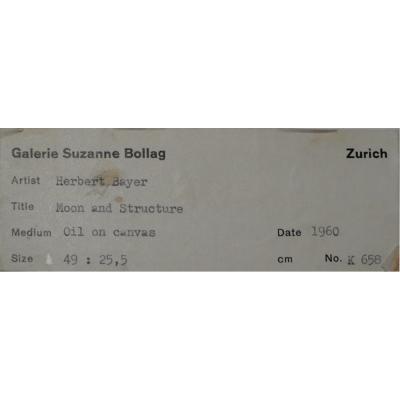 Galerie Suzanne Bollag Zurich
Artist Herbert Bayer
Title Moon and Structure
Medium Oil on canvas Date 1960
Size 49 : 25,5 cm No. K 658